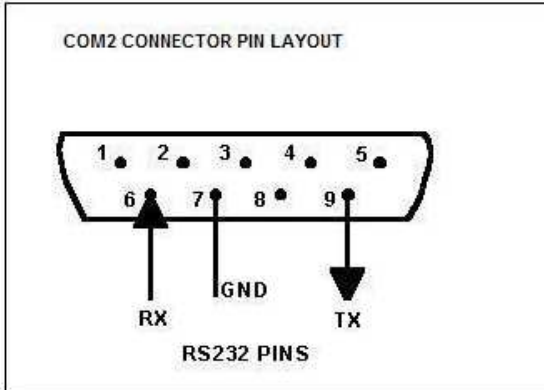 COM2 CONNECTOR PIN LAYOUT
1 2 3 4 5
6 7 8 9
GND
RX TX
RS232 PINS